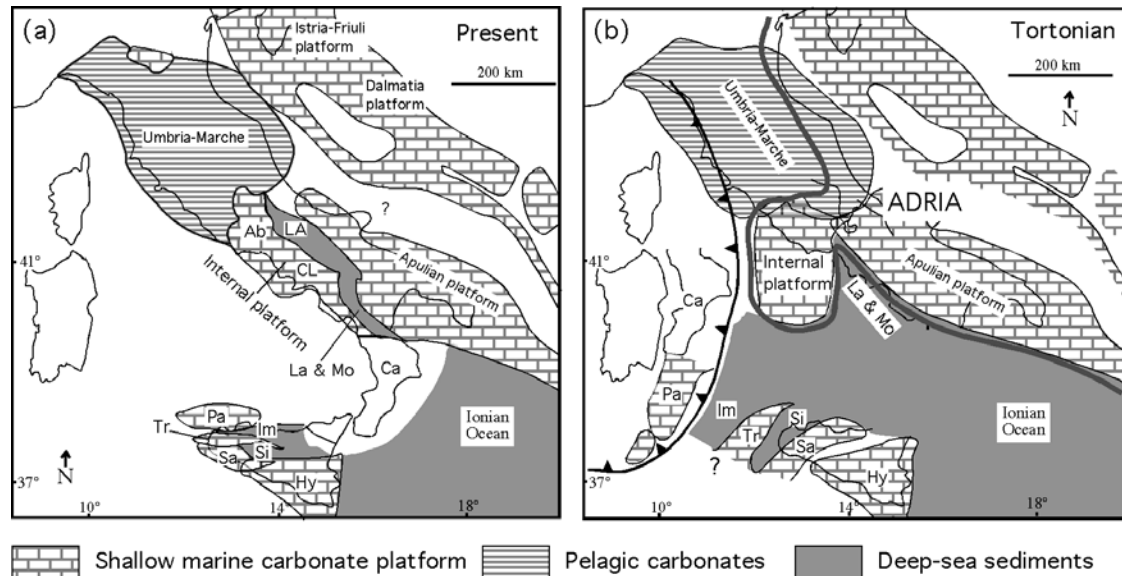 (a)
Present
Istria-Friuli
platform
200 km
Dalmatia
platform
Umbria-Marche
?
Ab
LA
41°
CL
Internal platform
Apulian platform
La & Mo
Ca
Pa
Tr
Im
Si
Sa
Ionian
Ocean
Hy
N
37°
10°
14°
18°
(b)
Tortonian
200 km
N
Umbria-Marche
ADRIA
41°
Internal
platform
Apulian platform
La & Mo
Ca
Pa
Im
Tr
Si
Sa
?
Ionian
Ocean
Hy
37°
10°
14°
18°
Shallow marine carbonate platform
Pelagic carbonates
Deep-sea sediments